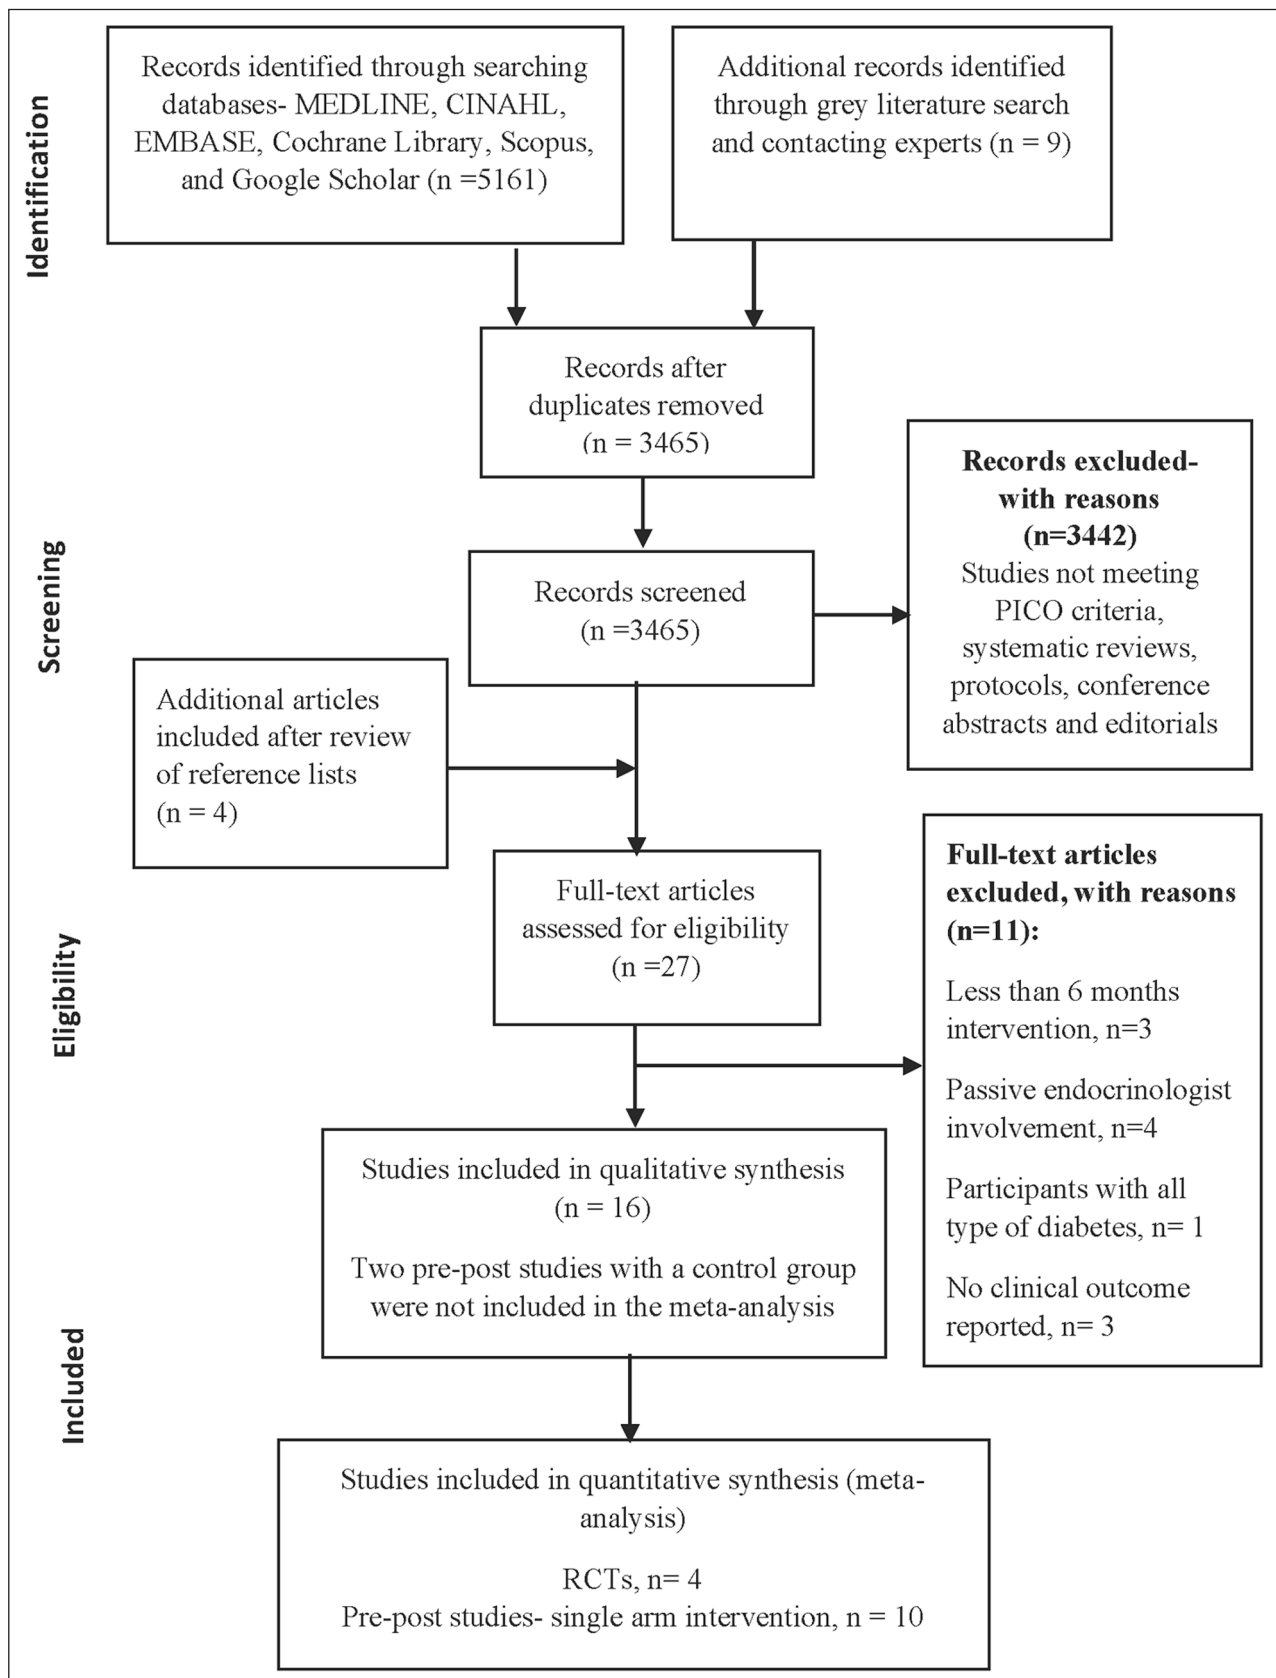 Identification
Records identified through searching
databases- MEDLINE, CINAHL,
EMBASE, Cochrane Library, Scopus,
and Google Scholar (n =5161)
Additional records identified
through grey literature search
and contacting experts (n = 9)
Records after
duplicates removed
(n = 3465)
Screening
Records screened
(n =3465)
Records excluded-
with reasons
(n=3442)
Studies not meeting
PICO criteria,
systematic reviews,
protocols, conference
abstracts and editorials
Additional articles
included after review
of reference lists
(n = 4)
Eligibility
Full-text articles
assessed for eligibility
(n =27)
Full-text articles
excluded, with reasons
(n=11):
Less than 6 months
intervention, n=3
Passive endocrinologist
involvement, n=4
Participants with all
type of diabetes, n= 1
No clinical outcome
reported, n= 3
Included
Studies included in qualitative synthesis
(n = 16)
Two pre-post studies with a control group
were not included in the meta-analysis
Studies included in quantitative synthesis (meta-
analysis)
RCTs, n= 4
Pre-post studies- single arm intervention, n = 10